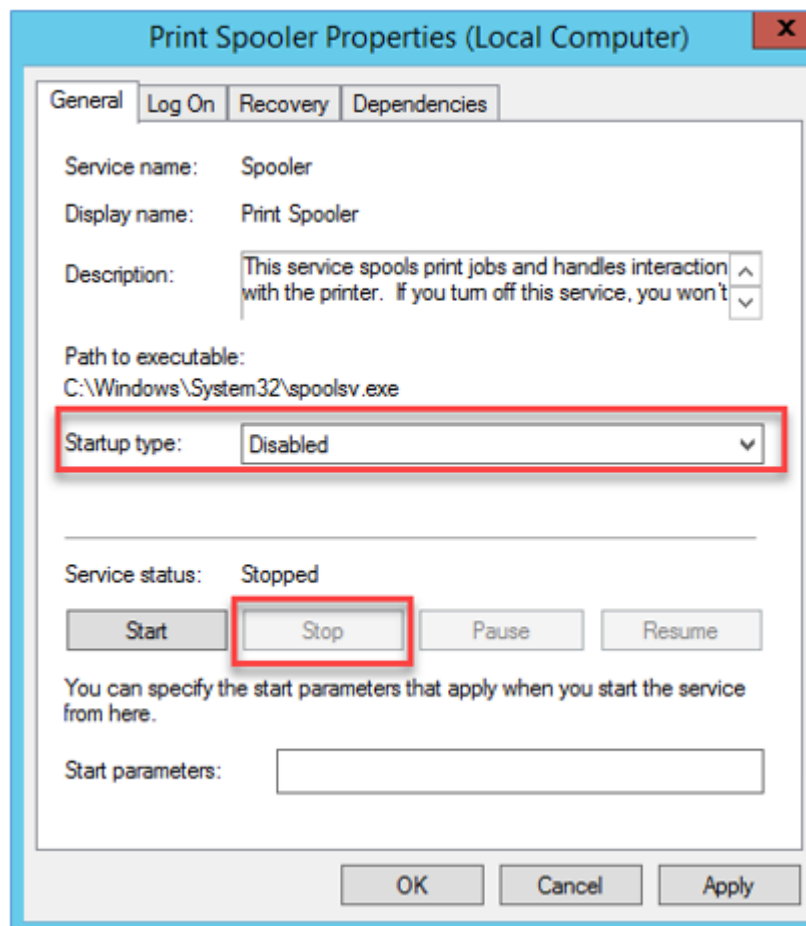 Print Spooler Properties (Local Computer)
x
General Log On Recovery Dependencies
Service name: Spooler
Display name: Print Spooler
Description: This service spools print jobs and handles interaction
with the printer. If you turn off this service, you won't
Path to executable:
C:\Windows\System32\spoolsv.exe
Startup type: Disabled
Service status: Stopped
Start Stop Pause Resume
You can specify the start parameters that apply when you start the service
from here.
Start parameters:
OK Cancel Apply